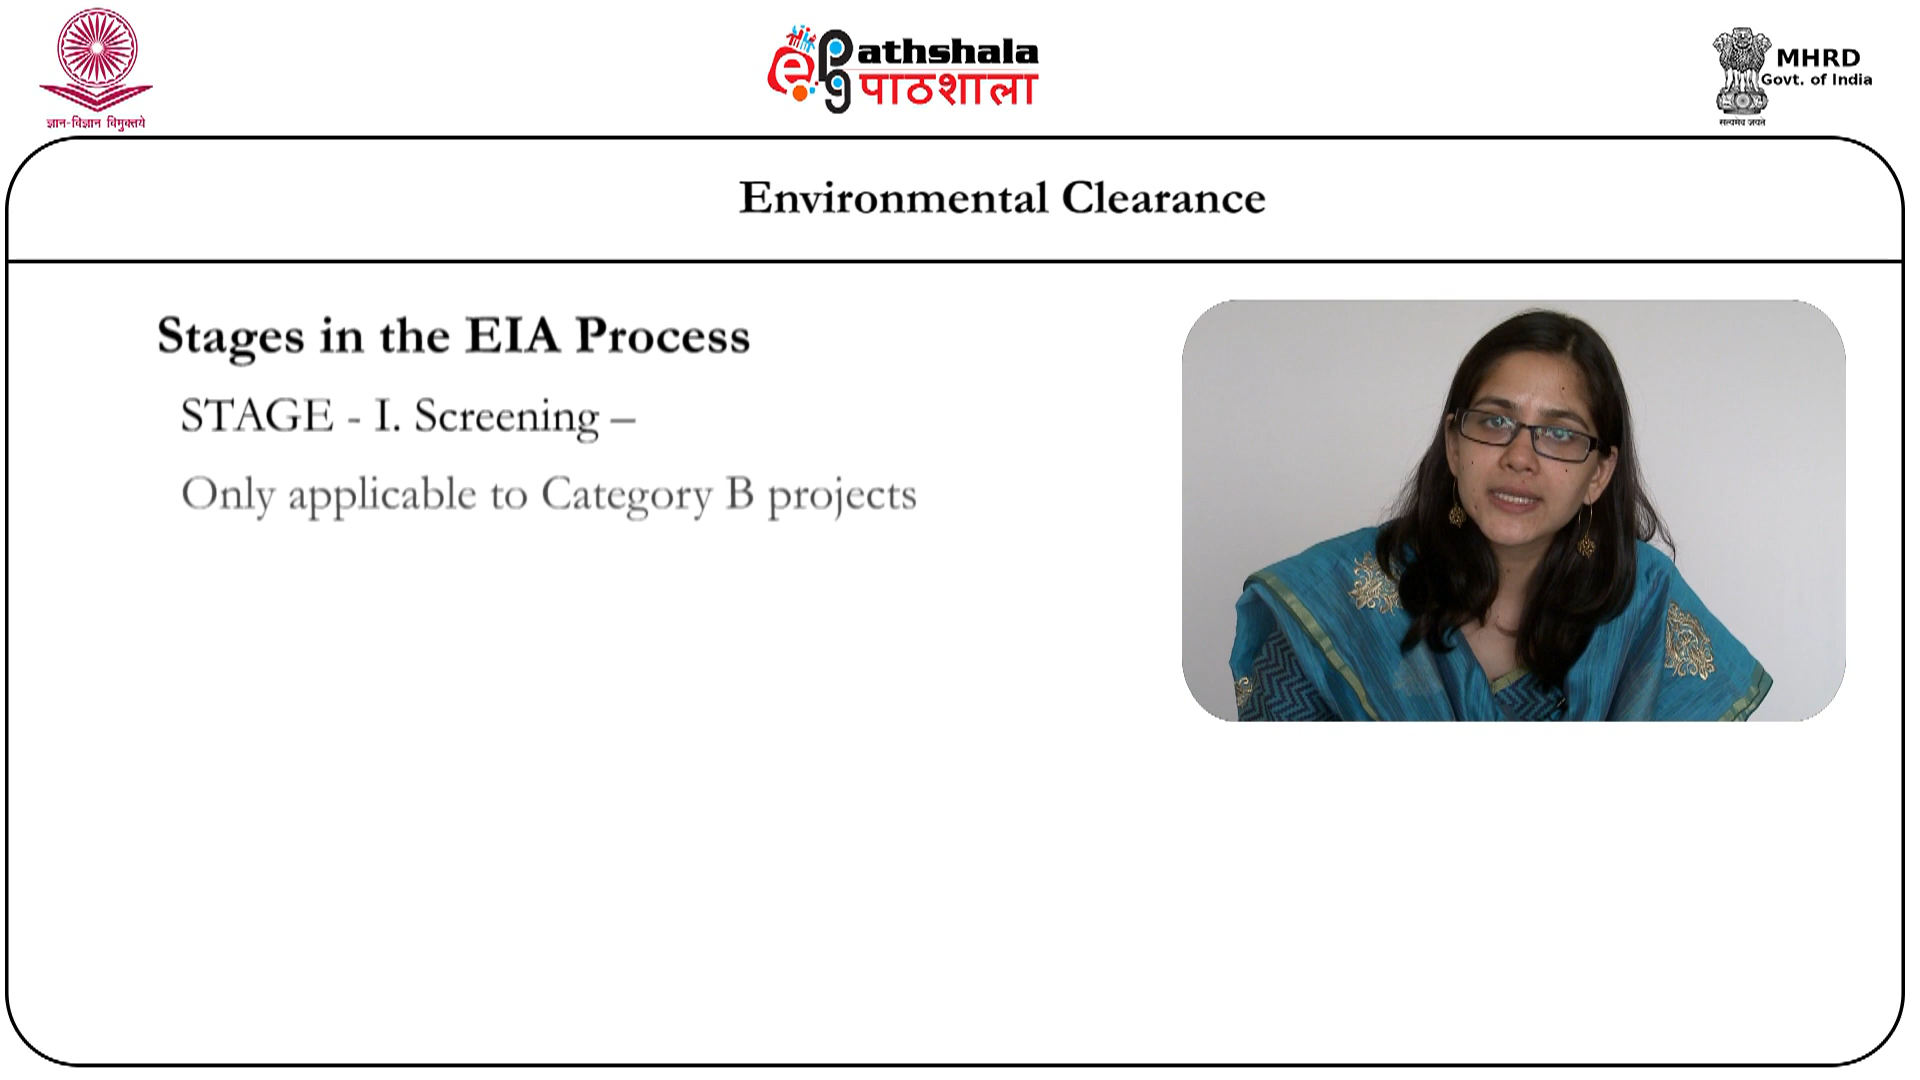 ज्ञान-विज्ञान विमुक्तये
ePathshala
पाठशाला
MHRD
Govt. of India
सत्यमेव जयते
Environmental Clearance
Stages in the EIA Process
STAGE - I. Screening –
Only applicable to Category B projects